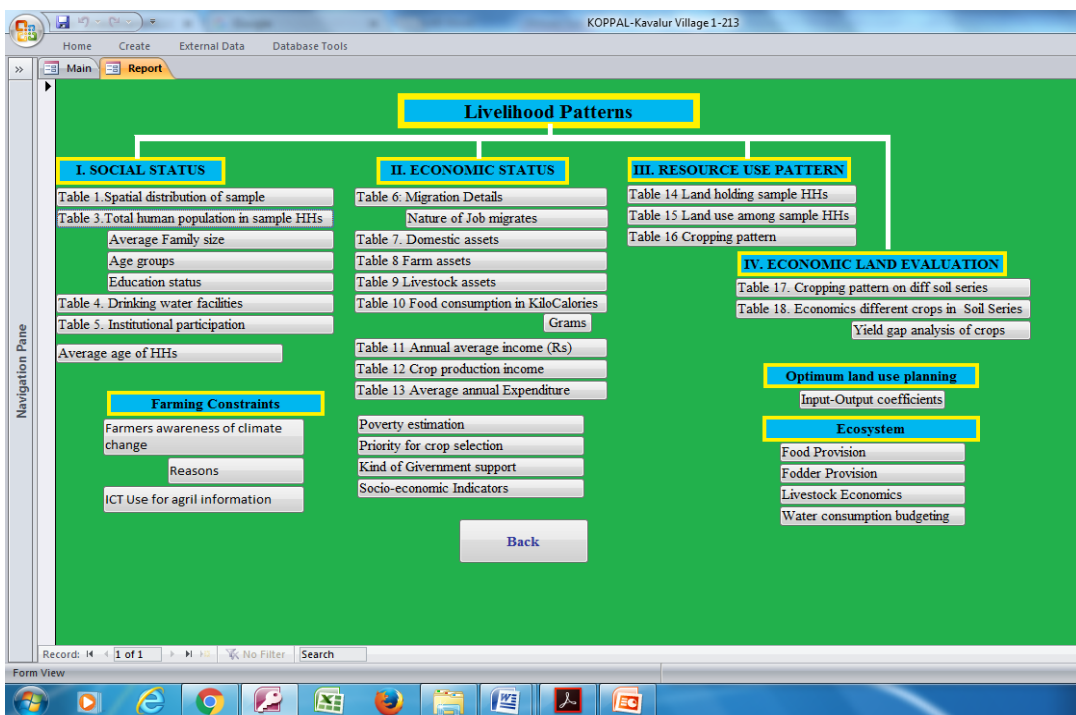 KOPPAL-Kavalur Village 1-213
Home Create External Data Database Tools
Main Report
Navigation Pane
Livelihood Patterns
I. SOCIAL STATUS
Table 1.Spatial distribution of sample
Table 3.Total human population in sample HHs
Average Family size
Age groups
Education status
Table 4. Drinking water facilities
Table 5. Institutional participation
Average age of HHs
Farming Constraints
Farmers awareness of climate
change
Reasons
ICT Use for agril information
II. ECONOMIC STATUS
Table 6: Migration Details
Nature of Job migrates
Table 7. Domestic assets
Table 8 Farm assets
Table 9 Livestock assets
Table 10 Food consumption in KiloCalories
Grams
Table 11 Annual average income (Rs)
Table 12 Crop production income
Table 13 Average annual Expenditure
Poverty estimation
Priority for crop selection
Kind of Givernment support
Socio-economic Indicators
Back
III. RESOURCE USE PATTERN
Table 14 Land holding sample HHs
Table 15 Land use among sample HHs
Table 16 Cropping pattern
IV. ECONOMIC LAND EVALUATION
Table 17. Cropping pattern on diff soil series
Table 18. Economics different crops in Soil Series
Yield gap analysis of crops
Optimum land use planning
Input-Output coefficients
Ecosystem
Food Provision
Fodder Provision
Livestock Economics
Water consumption budgeting
Record: 1 of 1 No Filter Search
Form View